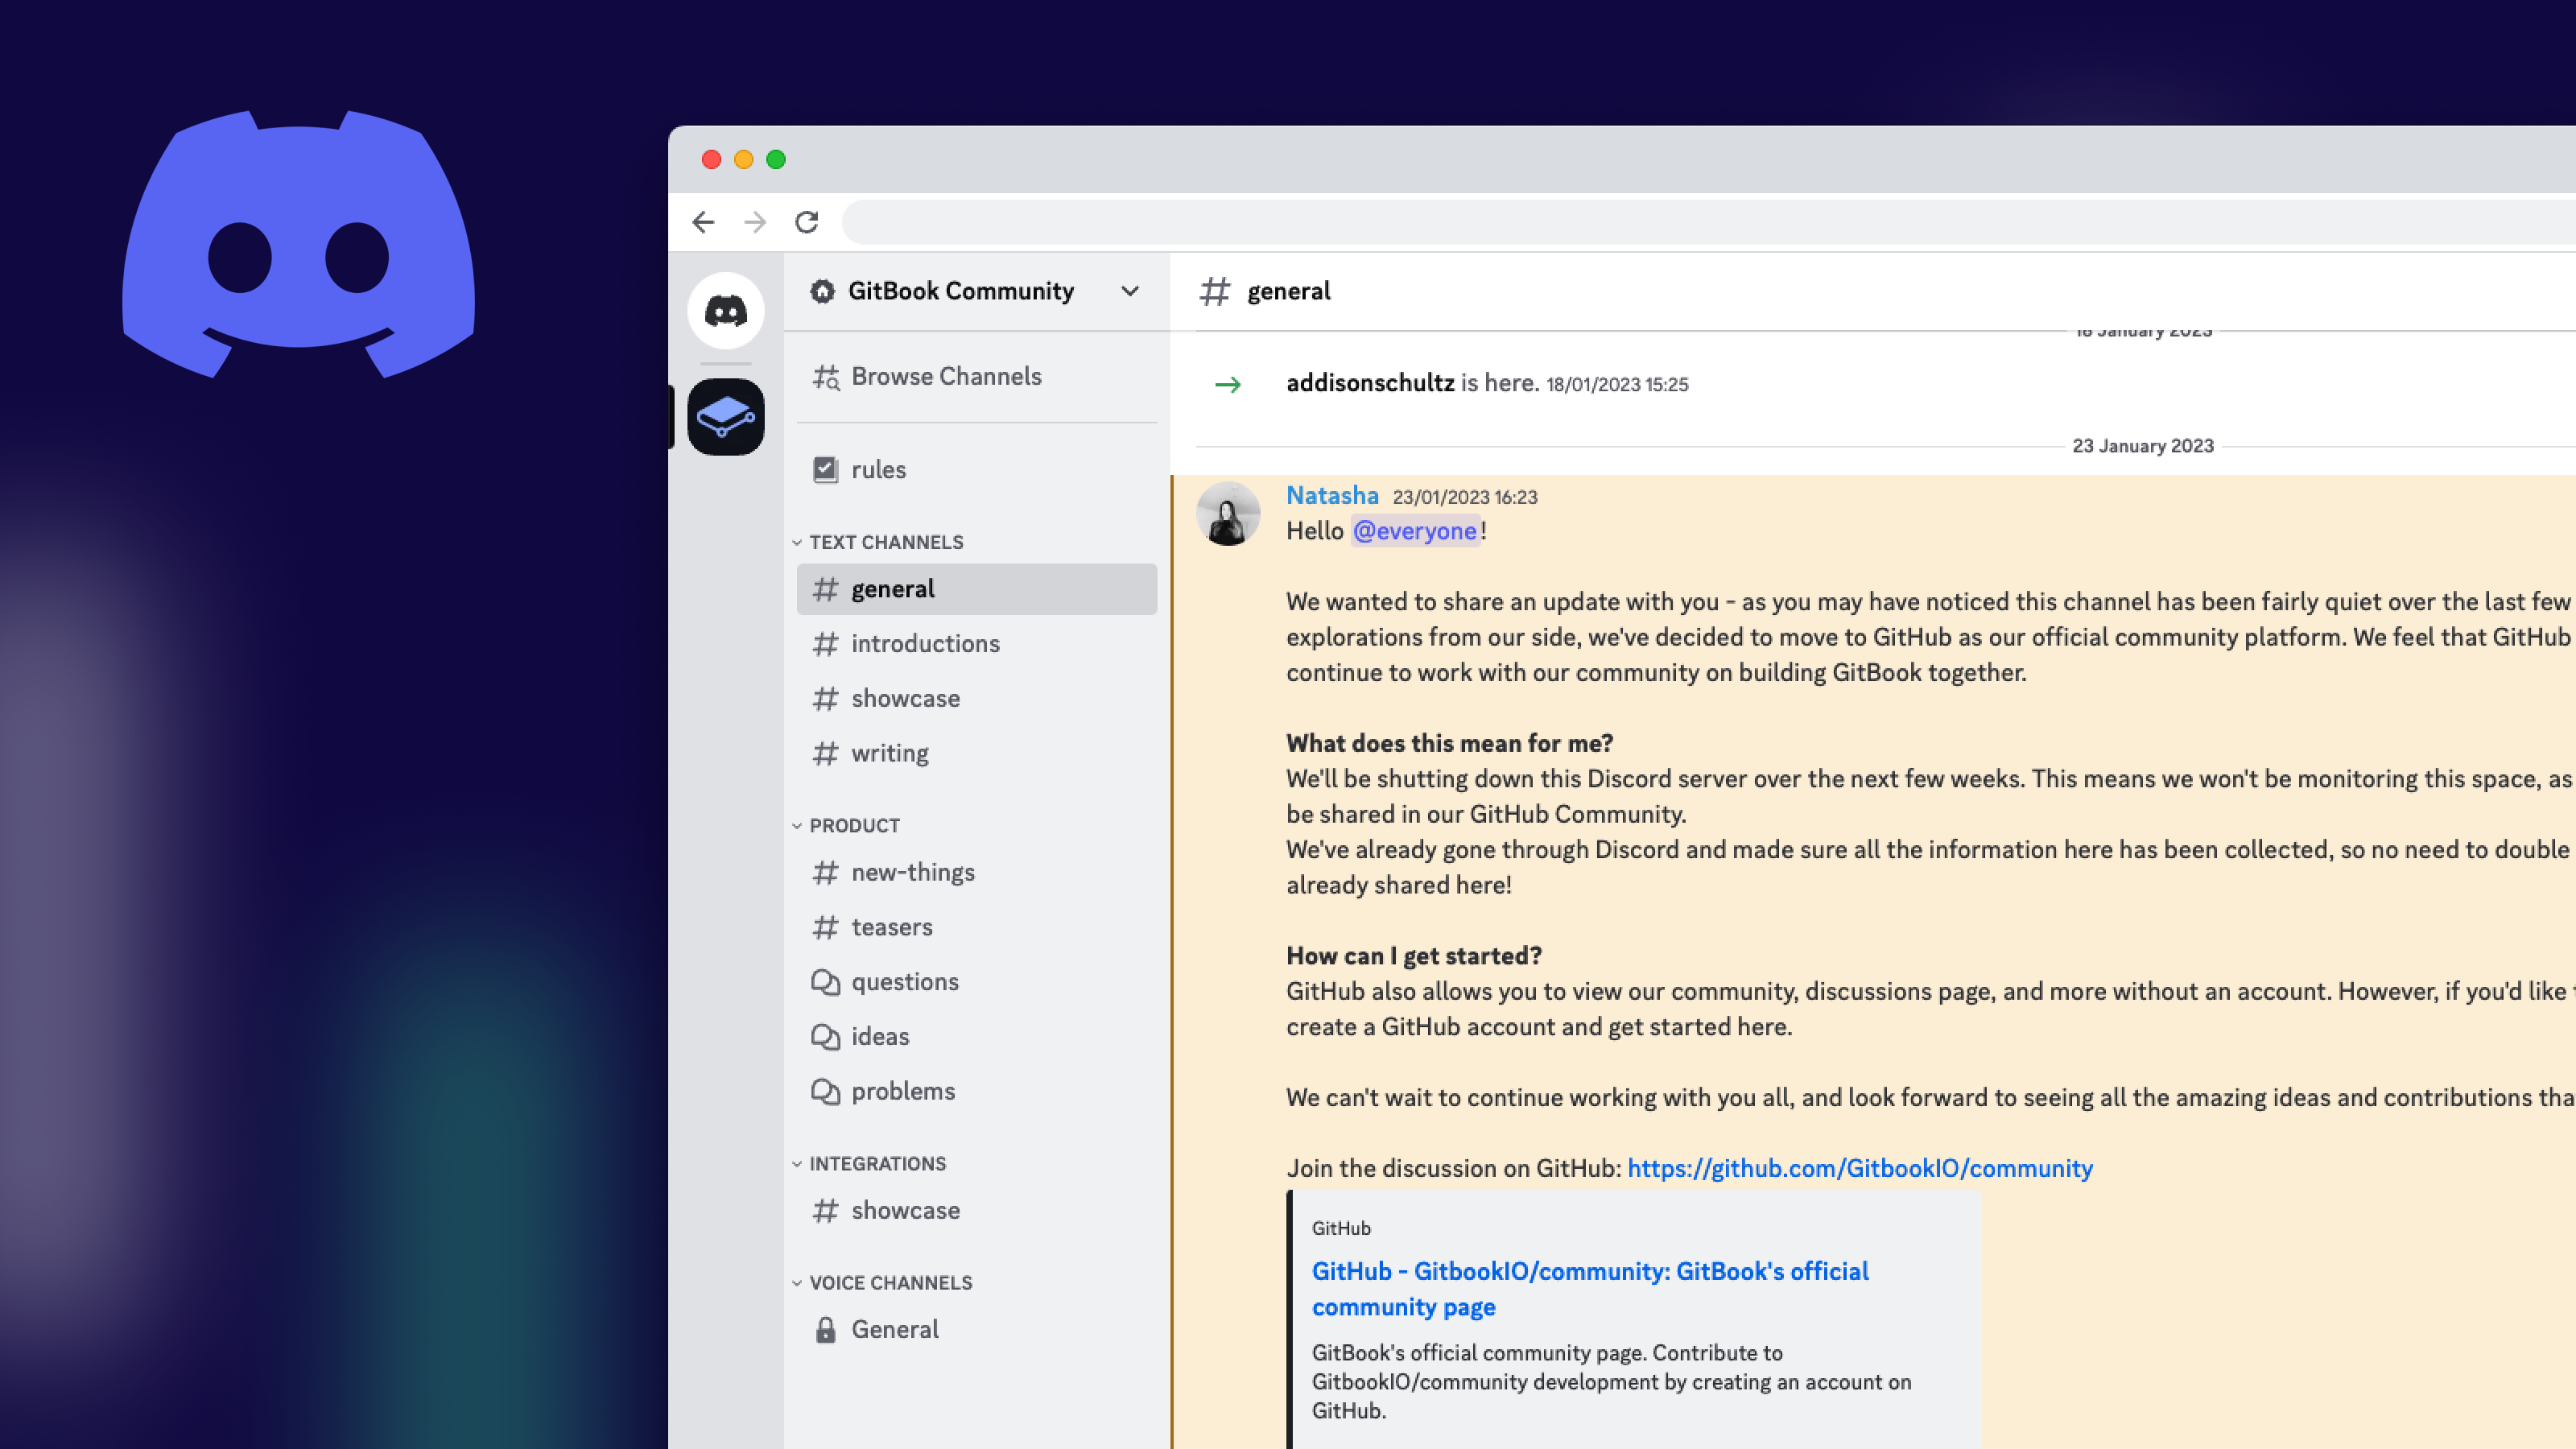 GitBook Community
Browse Channels
rules
TEXT CHANNELS
general
introductions
showcase
writing
PRODUCT
new-things
teasers
questions
ideas
problems
INTEGRATIONS
showcase
VOICE CHANNELS
General
general
18 January 2023
addisonschultz is here. 18/01/2023 15:25
23 January 2023
Natasha 23/01/2023 16:23
Hello @everyone!
We wanted to share an update with you - as you may have noticed this channel has been fairly quiet over the last few
explorations from our side, we've decided to move to GitHub as our official community platform. We feel that GitHub
continue to work with our community on building GitBook together.
What does this mean for me?
We'll be shutting down this Discord server over the next few weeks. This means we won't be monitoring this space, as
be shared in our GitHub Community.
We've already gone through Discord and made sure all the information here has been collected, so no need to double
already shared here!
How can I get started?
GitHub also allows you to view our community, discussions page, and more without an account. However, if you'd like
create a GitHub account and get started here.
We can't wait to continue working with you all, and look forward to seeing all the amazing ideas and contributions
Join the discussion on GitHub: https://github.com/GitbookIO/community
GitHub
GitHub - GitbookIO/community: GitBook's official
community page
GitBook's official community page. Contribute to
GitbookIO/community development by creating an account on
GitHub.